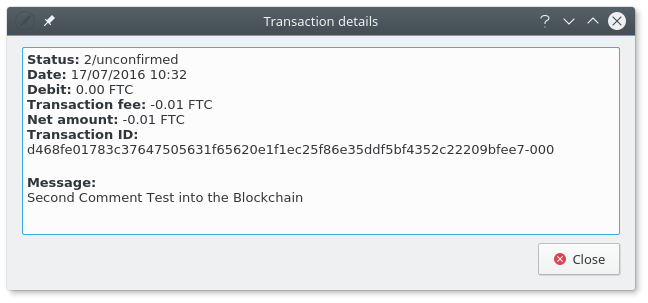 Transaction details
Status: 2/unconfirmed
Date: 17/07/2016 10:32
Debit: 0.00 FTC
Transaction fee: -0.01 FTC
Net amount: -0.01 FTC
Transaction ID:
d468fe01783c37647505631f65620e1f1ec25f86e35ddf5bf4352c22209bfee7-000
Message:
Second Comment Test into the Blockchain
Close